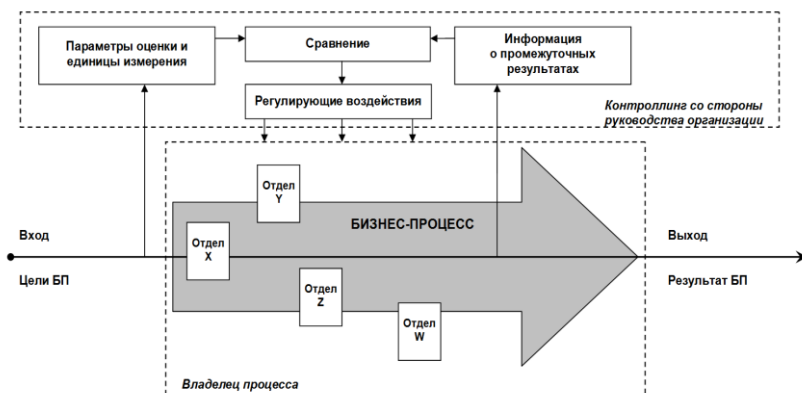 Параметры оценки и
единицы измерения
Сравнение
Информация
о промежуточных
результатах
Регулирующие воздействия
Контроллинг со стороны
руководства организации
Отдел
Y
БИЗНЕС-ПРОЦЕСС
Вход
Отдел
X
Выход
Цели БП
Отдел
Z
Результат БП
Отдел
W
Владелец процесса